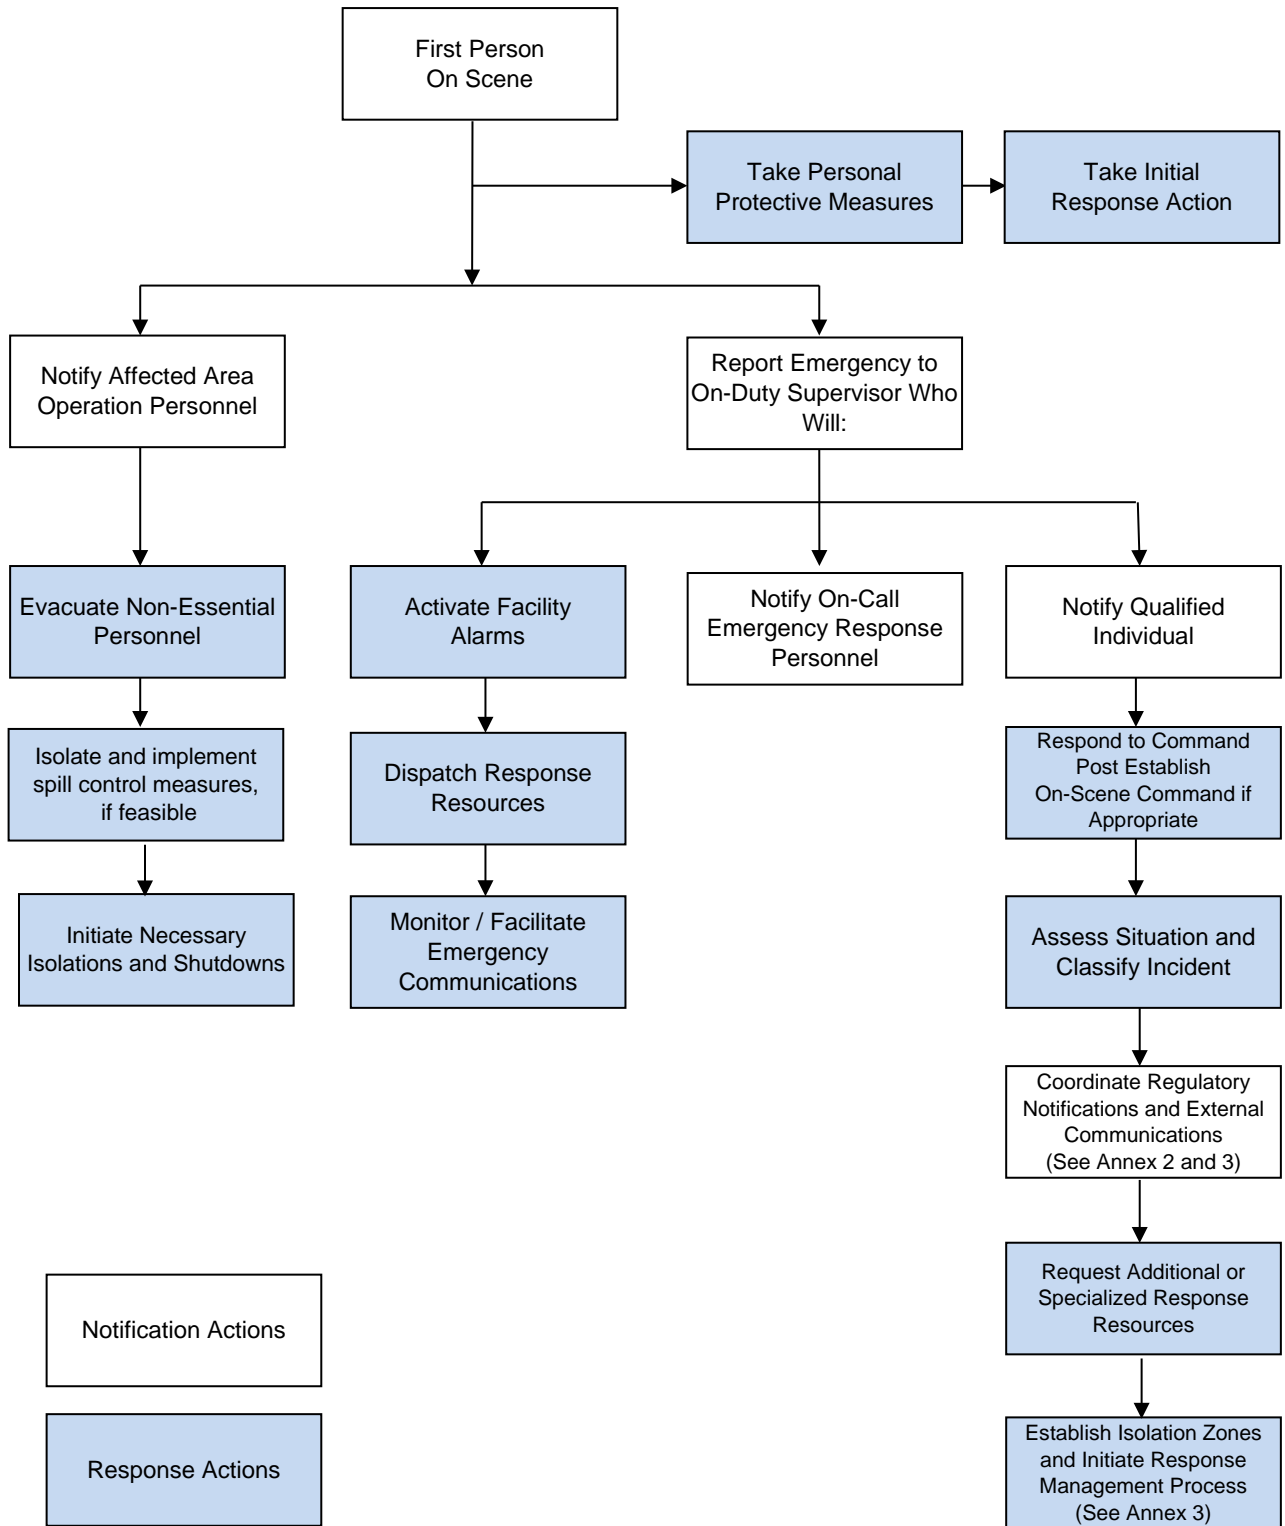 First Person
On Scene
Take Personal
Protective Measures
Take Initial
Response Action
Notify Affected Area
Operation Personnel
Report Emergency to
On-Duty Supervisor Who
Will:
Evacuate Non-Essential
Personnel
Activate Facility
Alarms
Notify On-Call
Emergency Response
Personnel
Notify Qualified
Individual
Isolate and implement
spill control measures,
if feasible
Dispatch Response
Resources
Respond to Command
Post Establish
On-Scene Command if
Appropriate
Initiate Necessary
Isolations and Shutdowns
Monitor / Facilitate
Emergency
Communications
Assess Situation and
Classify Incident
Coordinate Regulatory
Notifications and External
Communications
(See Annex 2 and 3)
Request Additional or
Specialized Response
Resources
Establish Isolation Zones
and Initiate Response
Management Process
(See Annex 3)
Notification Actions
Response Actions